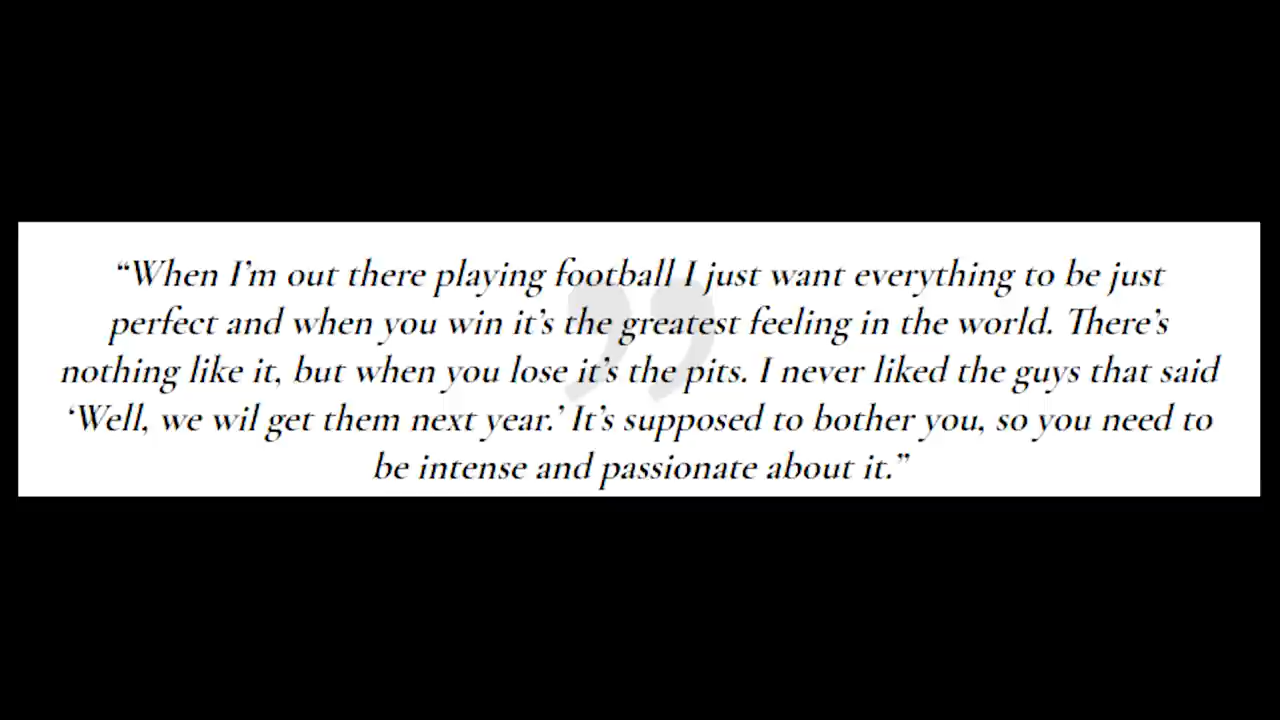 “When I’m out there playing football I just want everything to be just
perfect and when you win it’s the greatest feeling in the world. There’s
nothing like it, but when you lose it’s the pits. I never liked the guys that said
‘Well, we wil get them next year.’ It’s supposed to bother you, so you need to
be intense and passionate about it.”